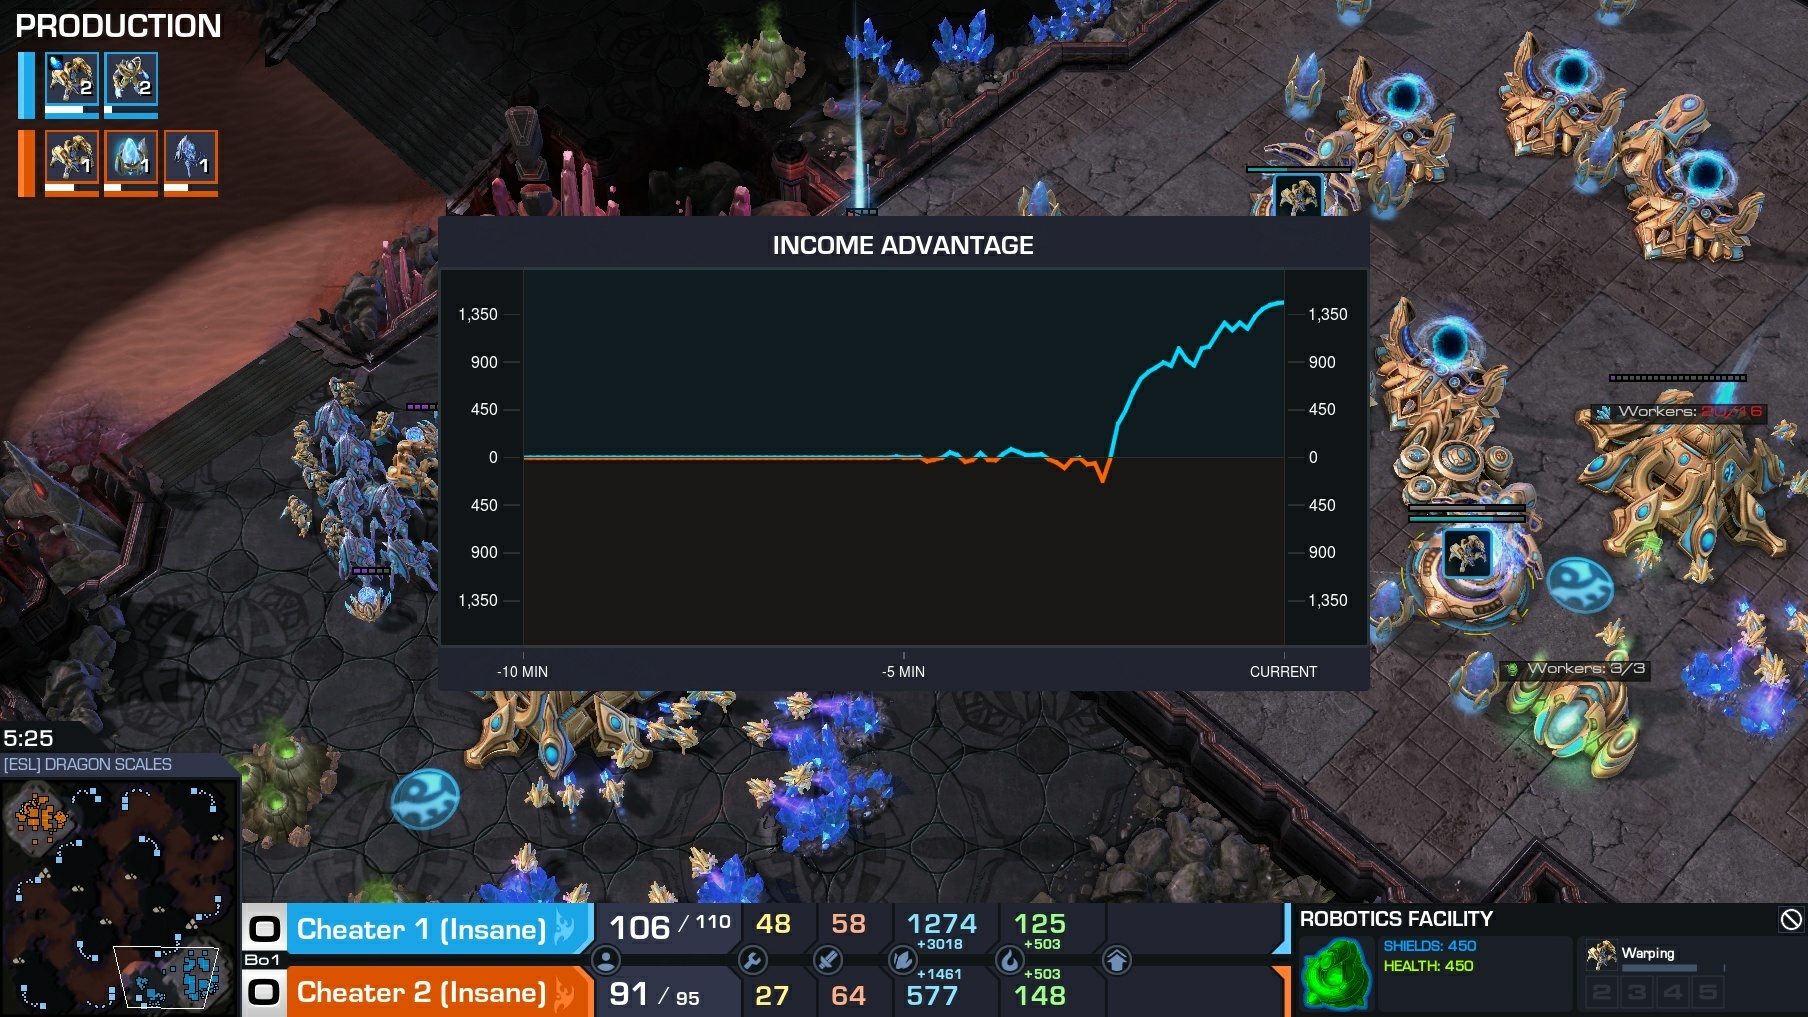 PRODUCTION
2 2
1 1 1
INCOME ADVANTAGE
1,350 1,350
900 900
450 450
0 0
450 450
900 900
1,350 1,350
-10 MIN -5 MIN CURRENT
Workers: 20/16
Workers: 3/3
5:25
[ESL] DRAGON SCALES
0 Cheater 1 (Insane) 106 / 110 48 58 1274 125
+3018 +503
Bo1
+1461 +503
0 Cheater 2 (Insane) 91 / 95 27 64 577 148
ROBOTICS FACILITY
SHIELDS: 450
HEALTH: 450
Warping
2 3 4 5